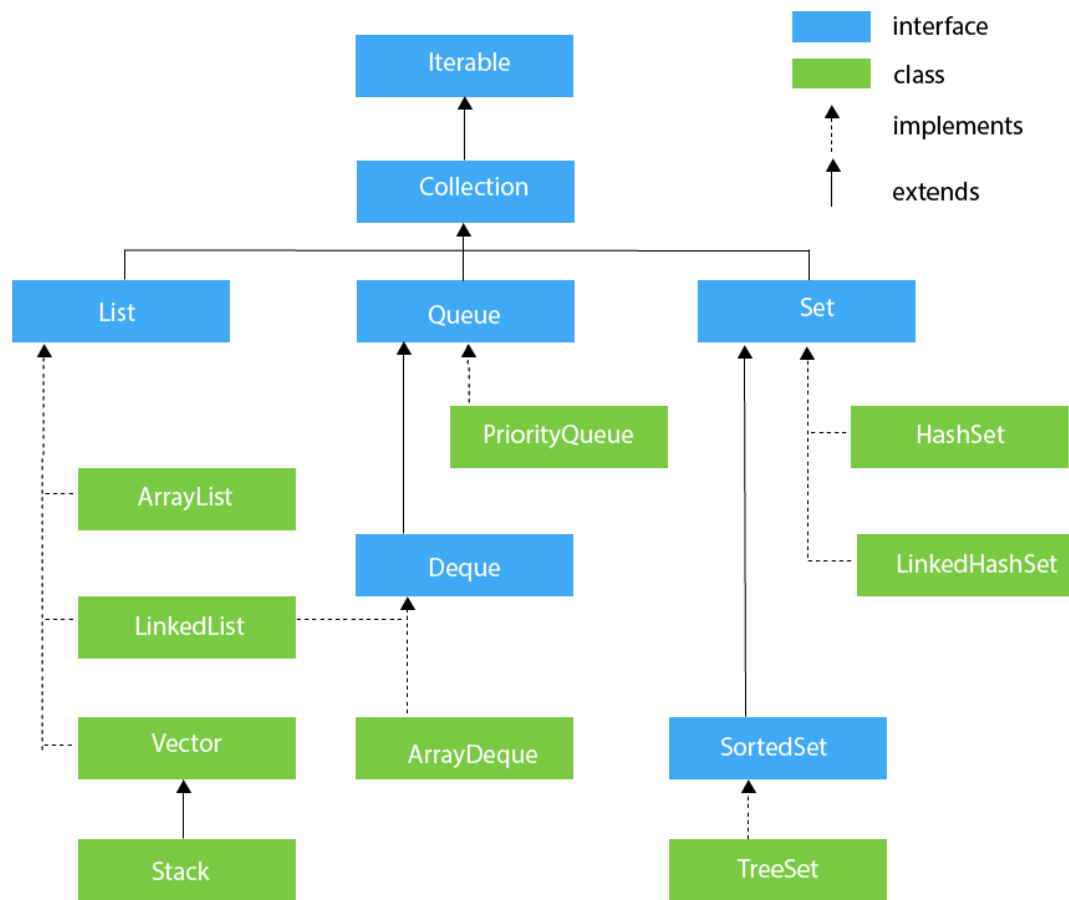 interface
class
implements
extends
Iterable
Collection
List
Queue
Set
PriorityQueue
HashSet
ArrayList
Deque
LinkedHashSet
LinkedList
Vector
ArrayDeque
SortedSet
Stack
TreeSet